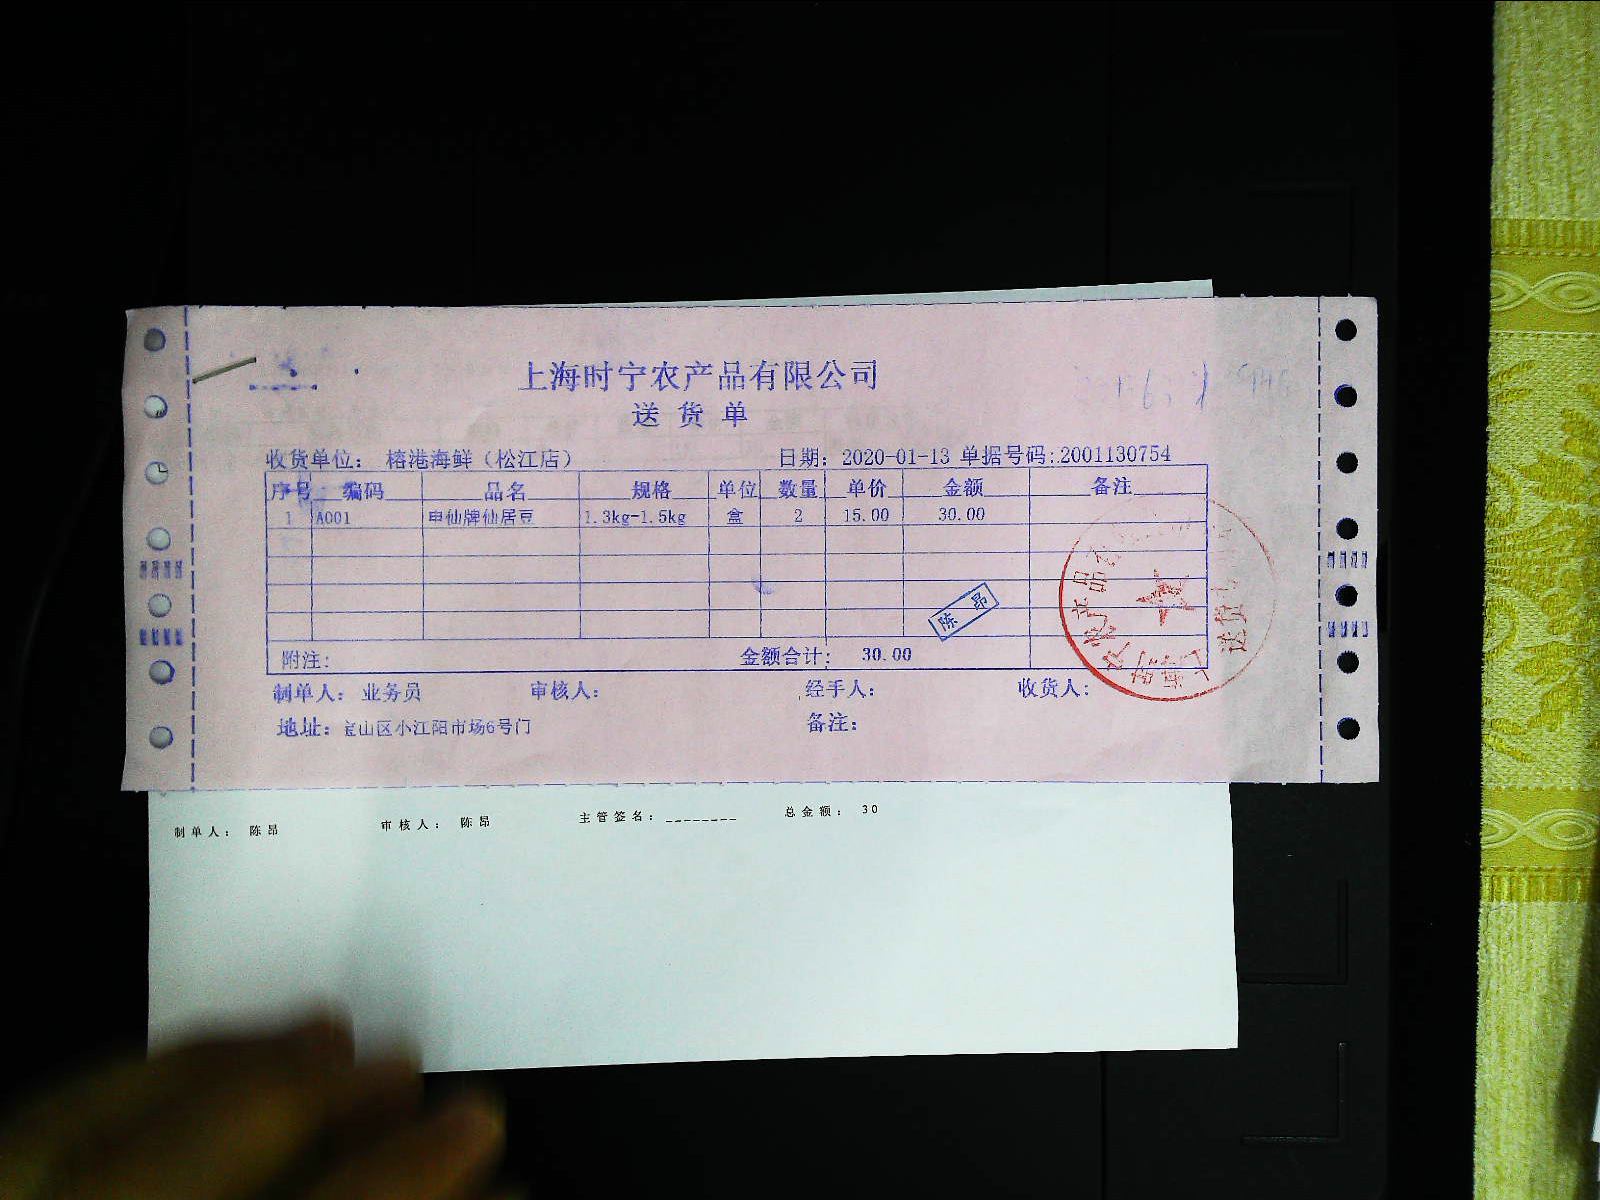 上海时宁农产品有限公司
送货单
收货单位： 榕港海鲜（松江店） 日期：2020-01-13 单据号码:2001130754
序号 编码 品名 规格 单位 数量 单价 金额 备注
1 A001 申仙牌仙居豆 1.3kg-1.5kg 盒 2 15.00 30.00
陈昂
附注: 金额合计： 30.00
制单人： 业务员 审核人： 经手人： 收货人：
地址：宝山区小江阳市场6号门 备注：
制单人： 陈昂 审核人： 陈昂 主管签名：________ 总金额： 30